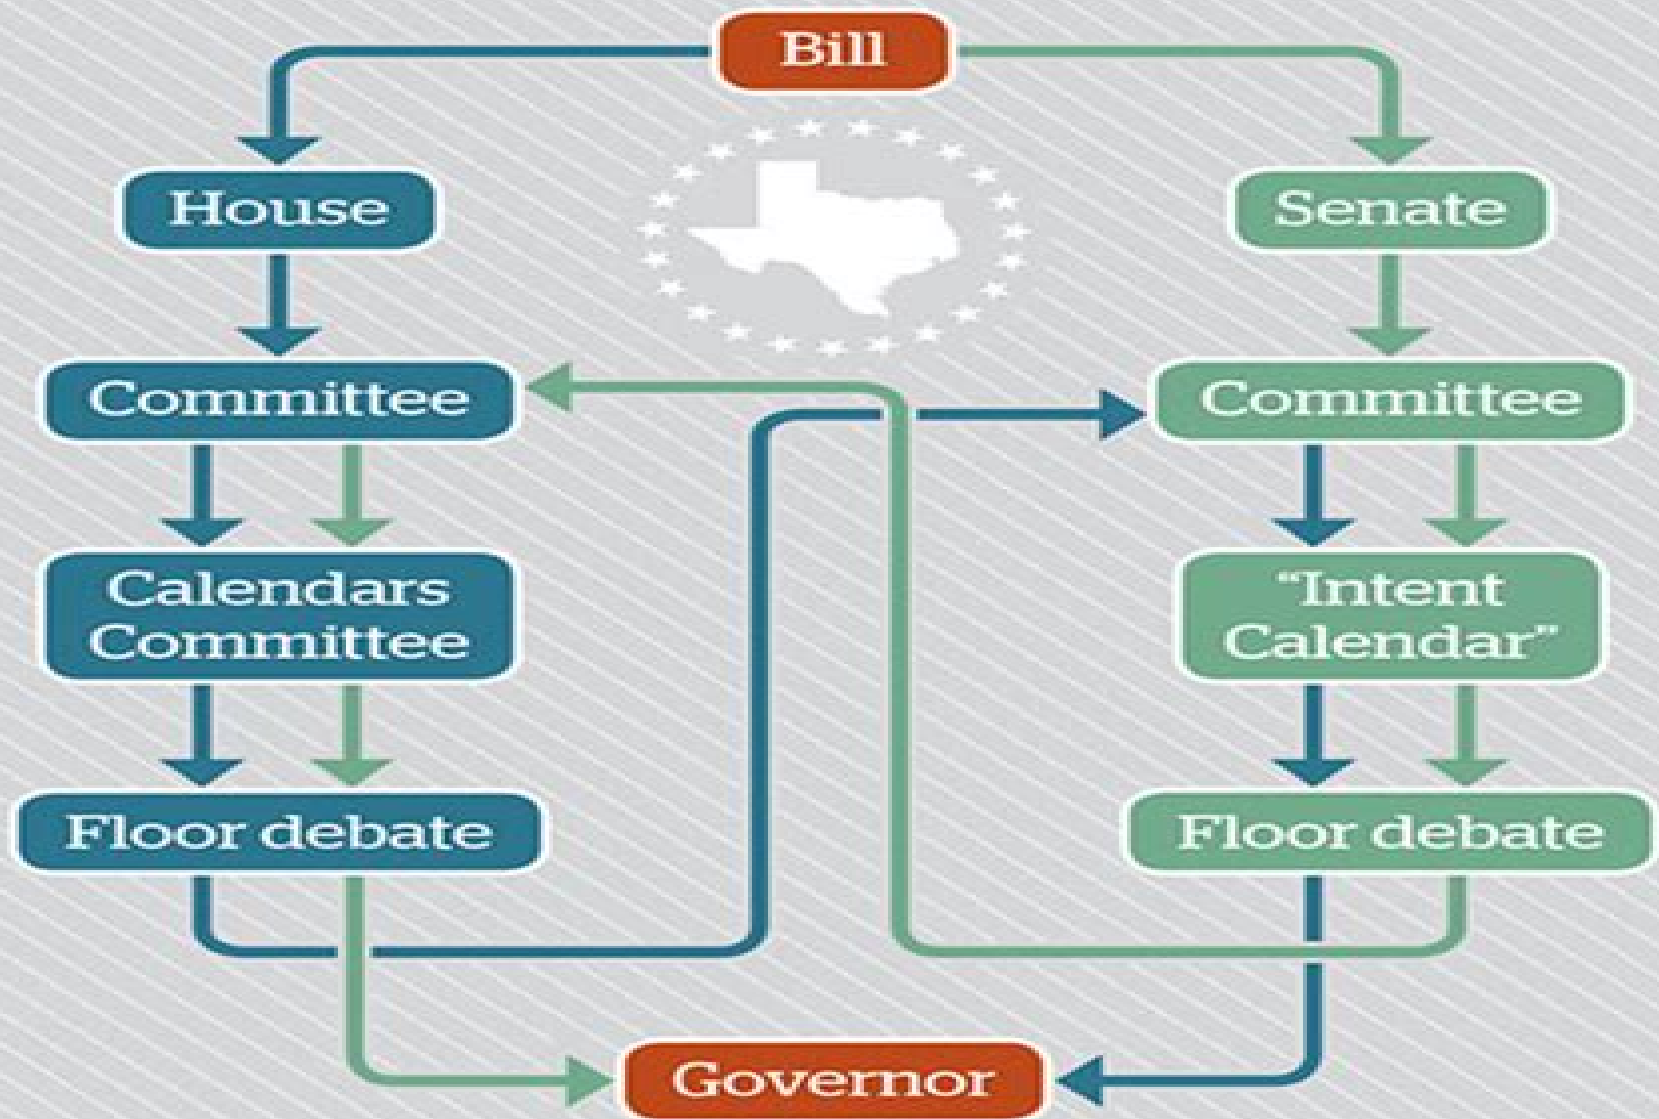 Bill
House
Senate
Committee
Committee
Calendars
Committee
“Intent
Calendar”
Floor debate
Floor debate
Governor